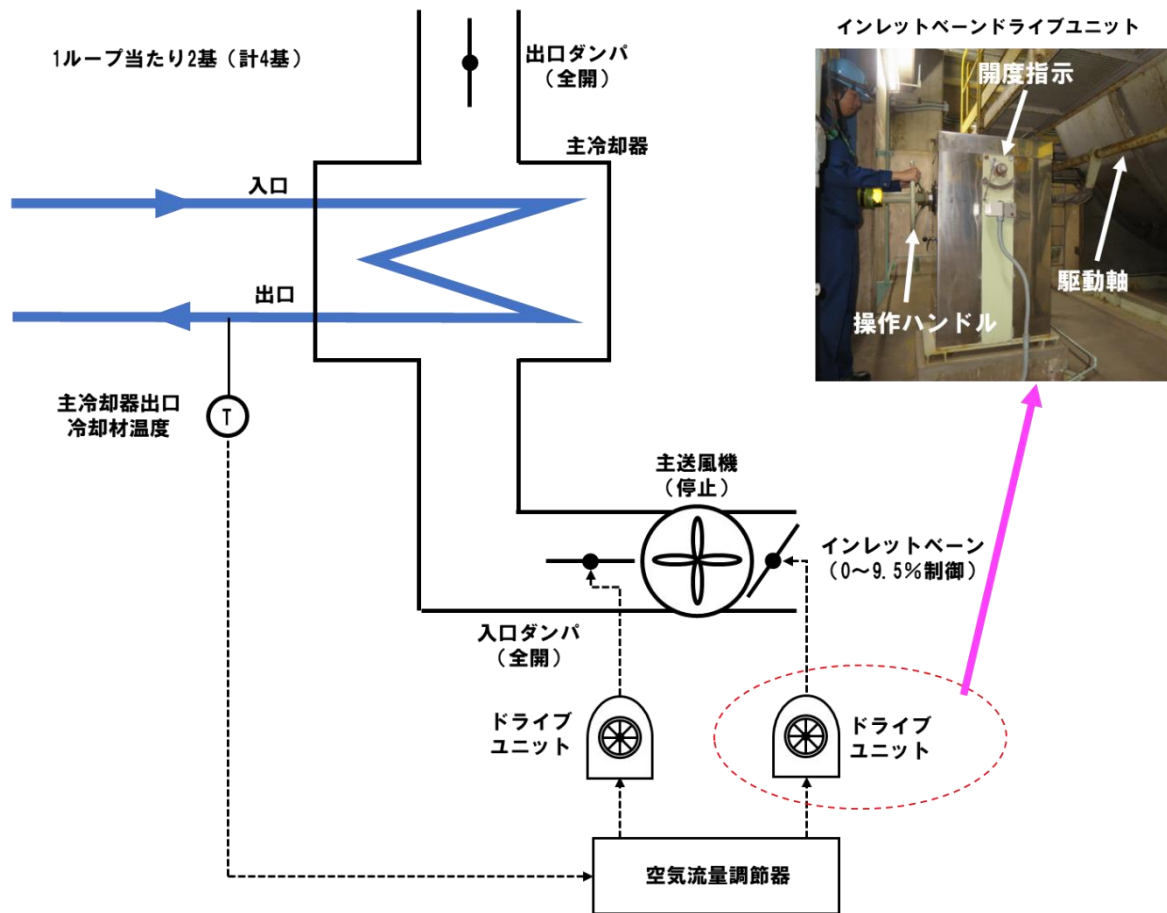 インレットベーンドライブユニット
1ループ当たり2基（計4基）
出口ダンパ
（全開）
開度指示
主冷却器
入口
駆動軸
出口
操作ハンドル
主冷却器出口
冷却材温度
T
主送風機
（停止）
インレットベーン
（0～9.5%制御）
入口ダンパ
（全開）
ドライブ
ユニット
ドライブ
ユニット
空気流量調節器